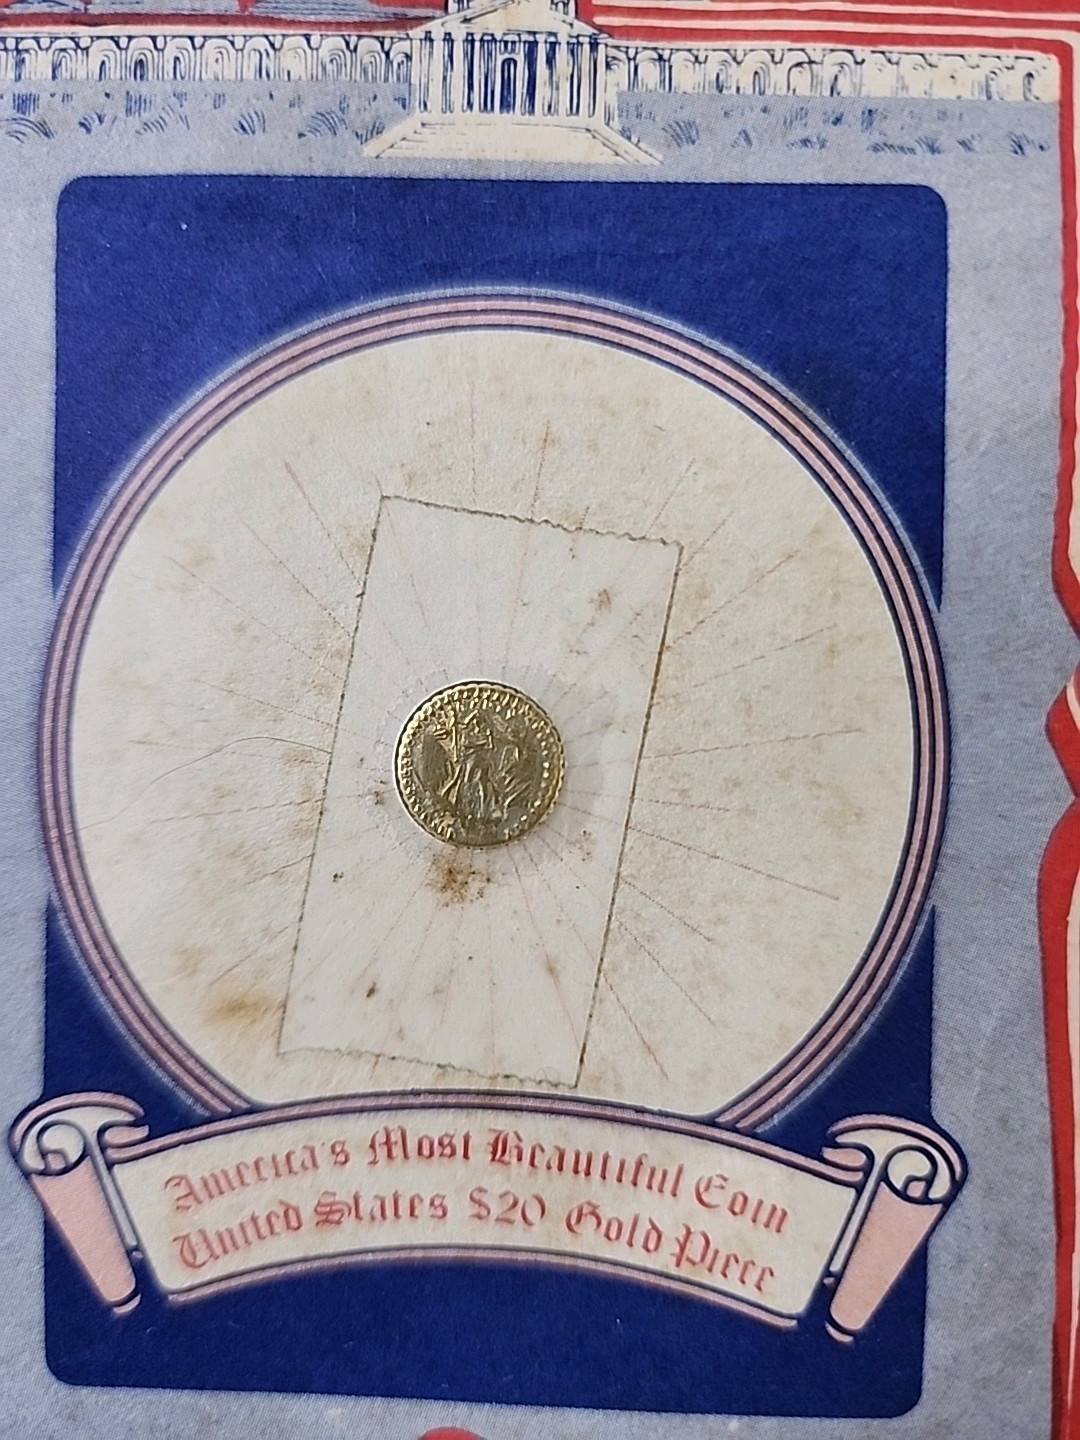 America's Most Beautiful Coin
United States $20 Gold Piece